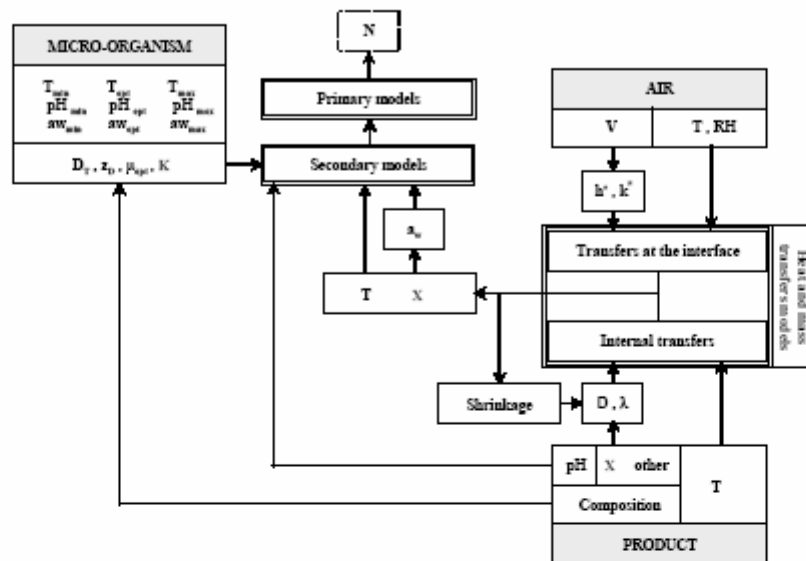 N
MICRO-ORGANISM
T min T opt T max
pH min pH opt pH max
aw min aw opt aw max
D T , z D , μ opt , K
Primary models
Secondary models
a w
T X
AIR
V T , RH
h* , k*
Transfers at the interface
Internal transfers
Heat and mass
transfers models
Shrinkage
D , λ
pH X other
Composition
T
PRODUCT